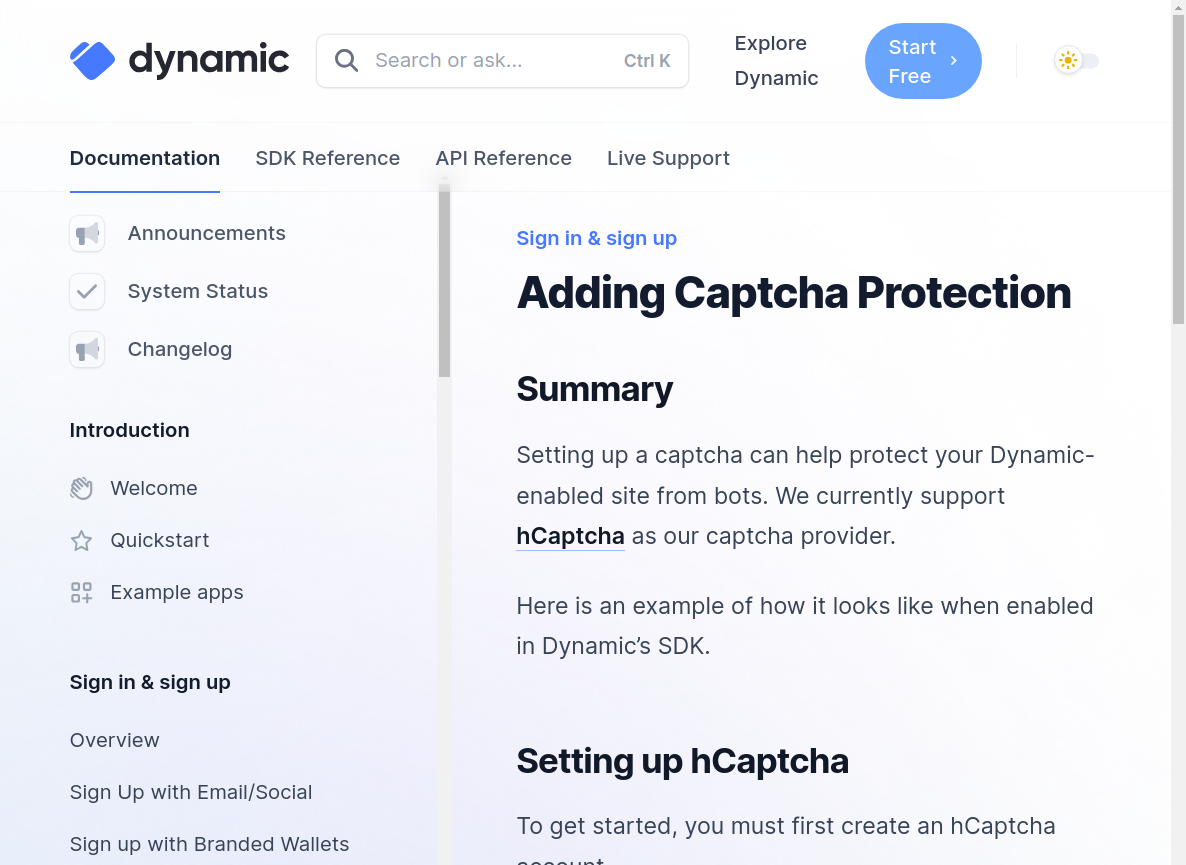 dynamic
Search or ask...
Ctrl K
Explore
Dynamic
Start
Free
Documentation
SDK Reference
API Reference
Live Support
Announcements
System Status
Changelog
Introduction
Welcome
Quickstart
Example apps
Sign in & sign up
Overview
Sign Up with Email/Social
Sign up with Branded Wallets
Sign in & sign up
Adding Captcha Protection
Summary
Setting up a captcha can help protect your Dynamic-
enabled site from bots. We currently support
hCaptcha as our captcha provider.
Here is an example of how it looks like when enabled
in Dynamic’s SDK.
Setting up hCaptcha
To get started, you must first create an hCaptcha
account